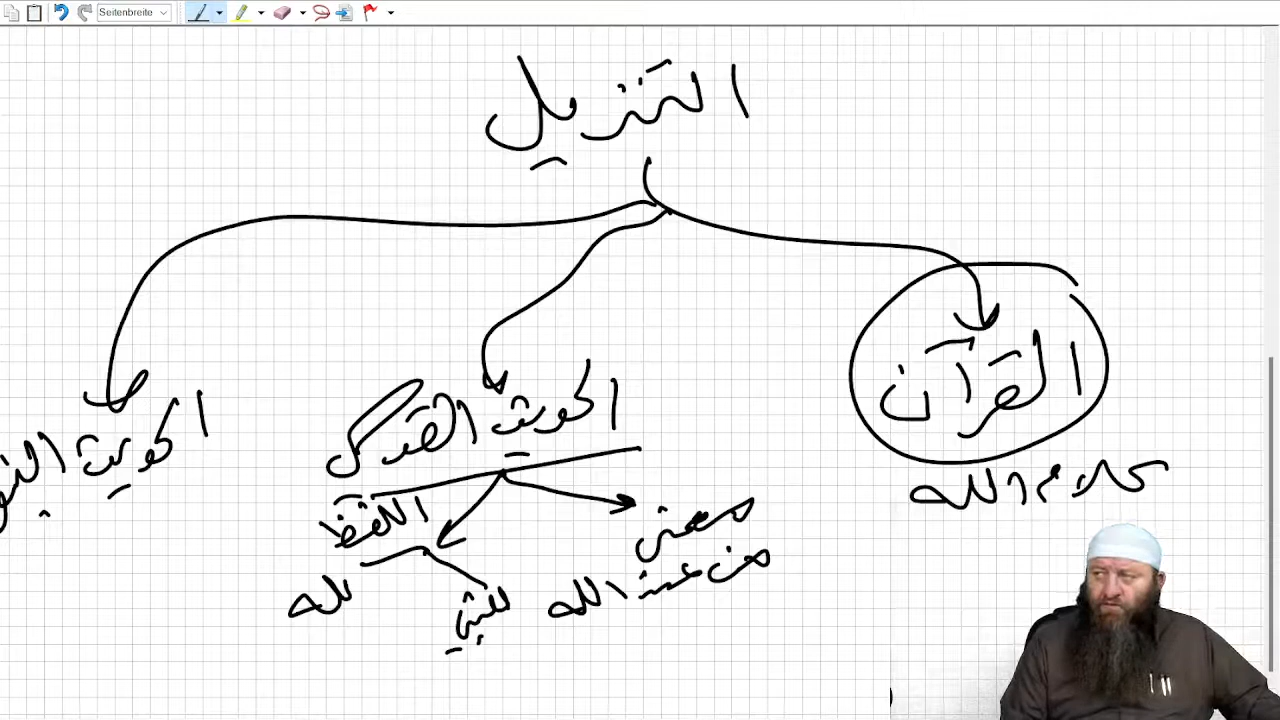 Seitenbreite
التنزيل
القرآن
كلام الله
الحديث القدسي
معنى
من عند الله
اللفظ
للنبي
لله
الحديث